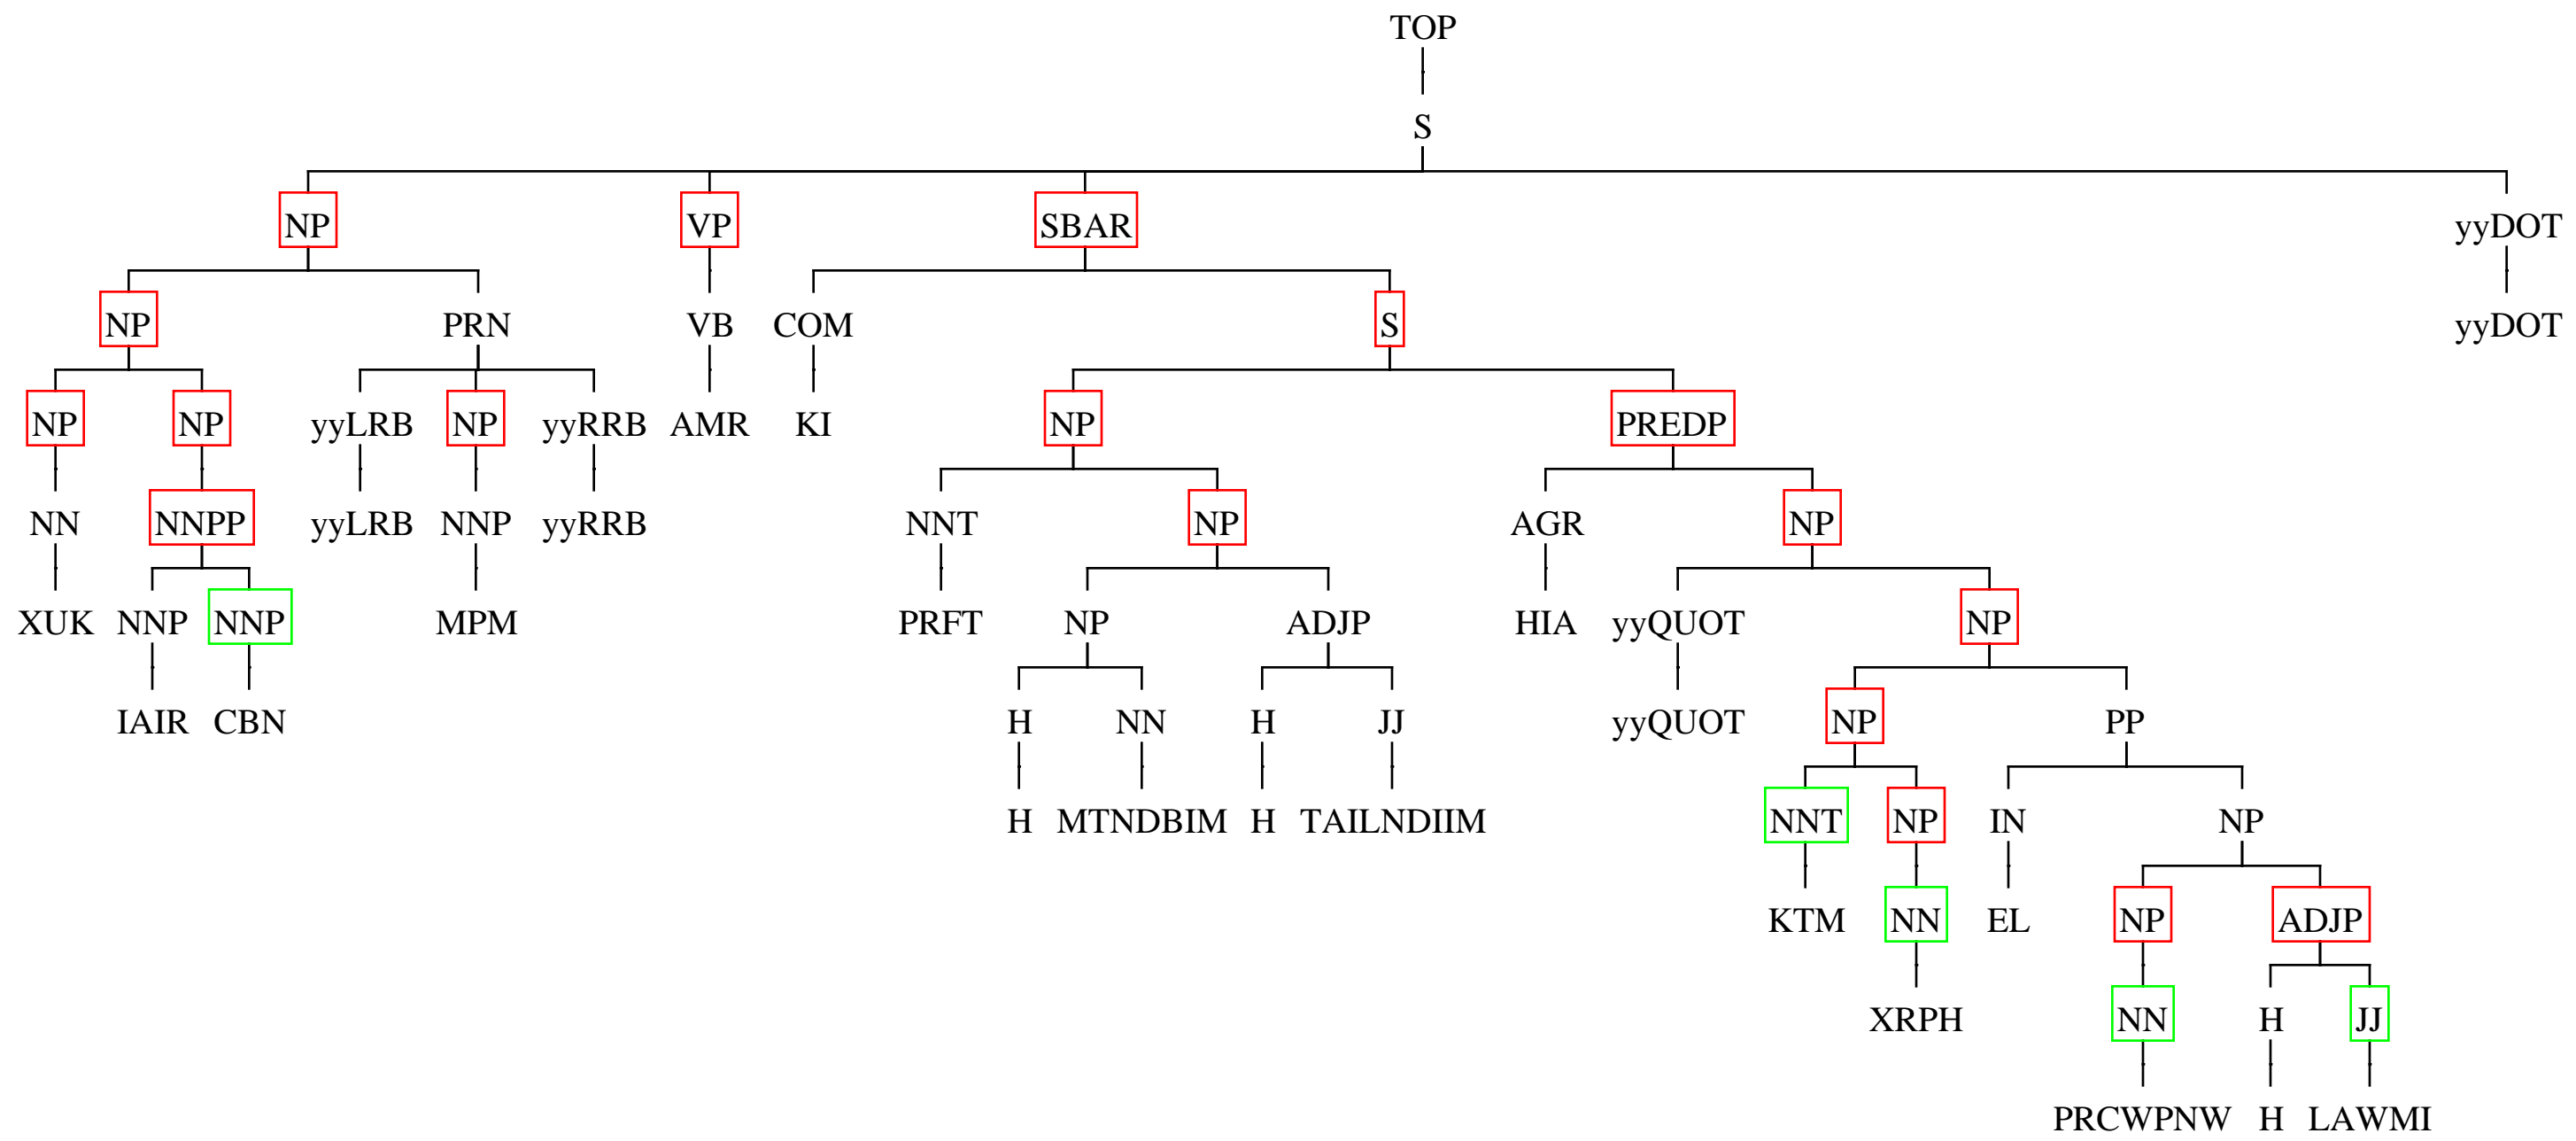 TOP
S
NP VP SBAR yyDOT
NP PRN VB COM S yyDOT
NP NP yyLRB NP yyRRB AMR KI NP PREDP
NN NNPP yyLRB NNP yyRRB NNT NP AGR NP
XUK NNP NNP MPM PRFT NP ADJP HIA yyQUOT NP
IAIR CBN H NN H JJ yyQUOT NP PP
H MTNDBIM H TAILNDIIM NNT NP IN NP
KTM NN EL NP ADJP
XRPH NN H JJ
PRCWPNW H LAWMI